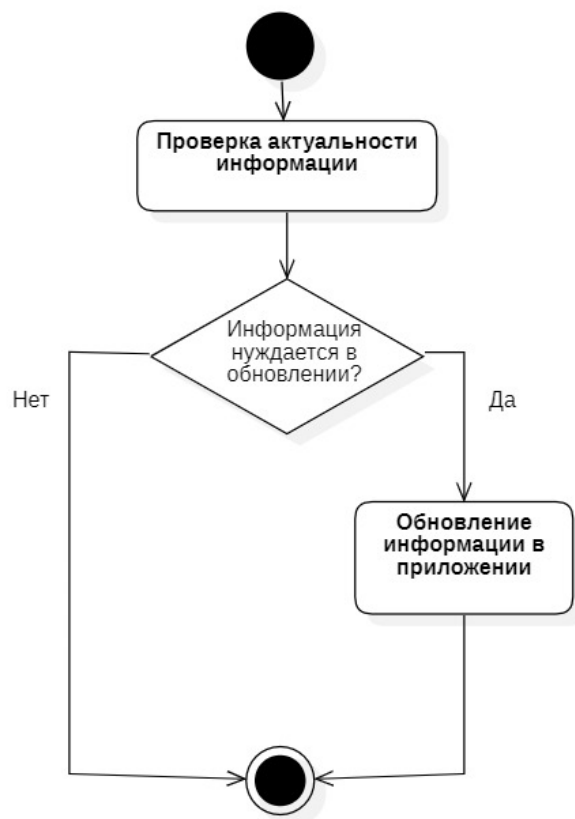 Проверка актуальности
информации
Информация
нуждается в
обновлении?
Нет
Да
Обновление
информации в
приложении